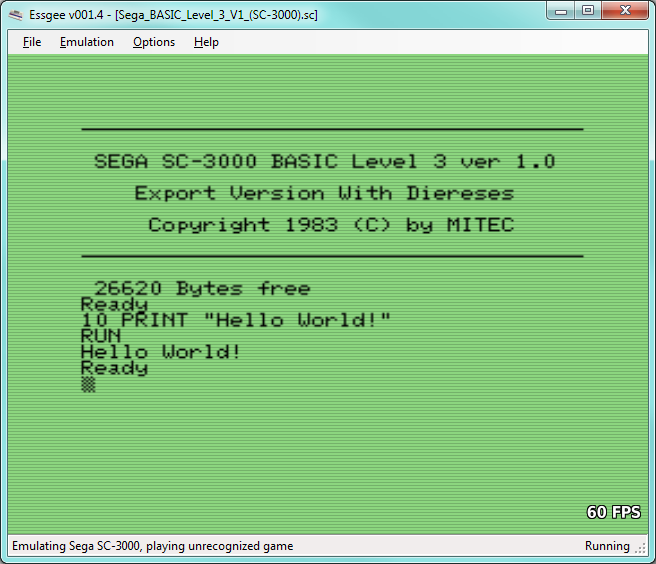 Essgee v001.4 - [Sega_BASIC_Level_3_V1_(SC-3000).sc]
File Emulation Options Help
SEGA SC-3000 BASIC Level 3 ver 1.0
Export Version With Diereses
Copyright 1983 (C) by MITEC
26620 Bytes free
Ready
10 PRINT "Hello World!"
RUN
Hello World!
Ready
60 FPS
Emulating Sega SC-3000, playing unrecognized game Running